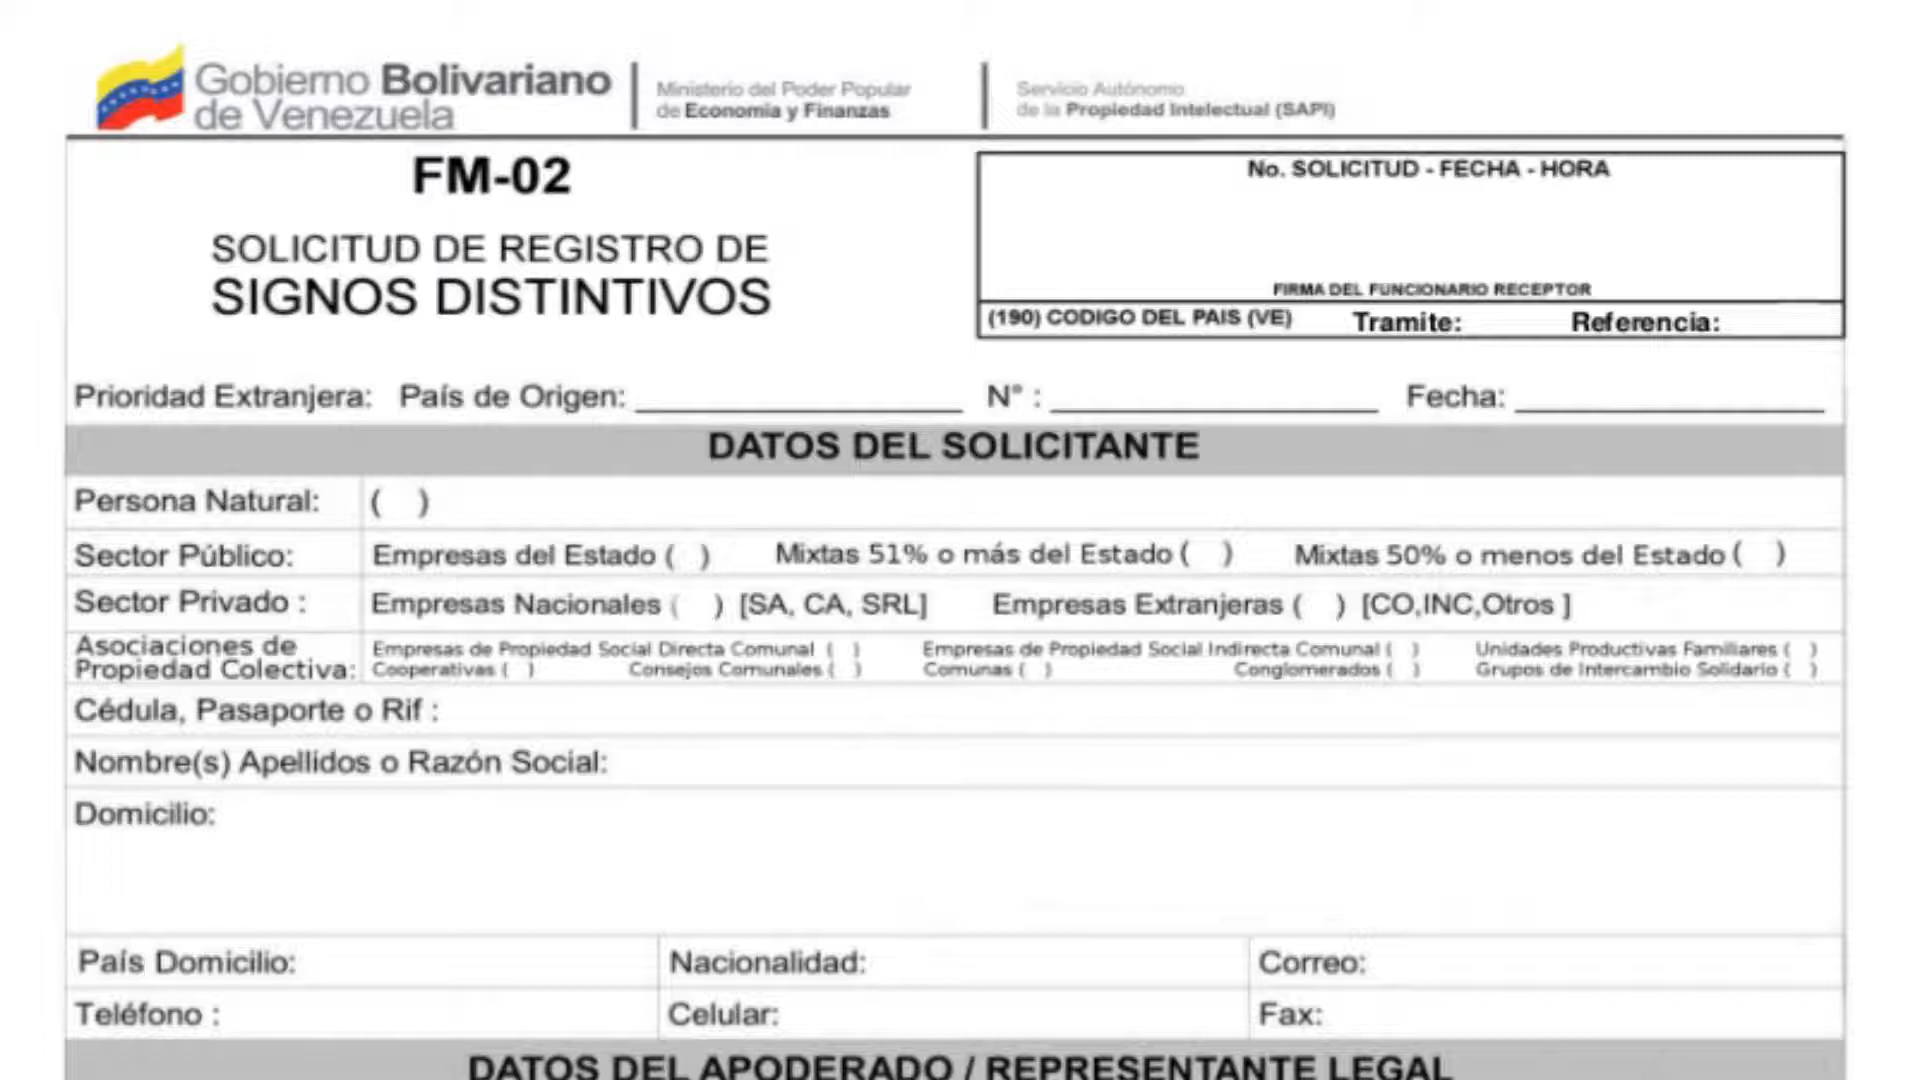 Gobierno Bolivariano
de Venezuela
Ministerio del Poder Popular
de Economía y Finanzas
Servicio Autónomo
de la Propiedad Intelectual (SAPI)
FM-02
SOLICITUD DE REGISTRO DE
SIGNOS DISTINTIVOS
No. SOLICITUD - FECHA - HORA
FIRMA DEL FUNCIONARIO RECEPTOR
(190) CODIGO DEL PAIS (VE) Tramite: Referencia:
Prioridad Extranjera: País de Origen: ____________ N° : ____________ Fecha: ____________
DATOS DEL SOLICITANTE
Persona Natural: ( )
Sector Público: Empresas del Estado ( ) Mixtas 51% o más del Estado ( ) Mixtas 50% o menos del Estado ( )
Sector Privado : Empresas Nacionales ( ) [SA, CA, SRL] Empresas Extranjeras ( ) [CO,INC,Otros ]
Asociaciones de
Propiedad Colectiva:
Empresas de Propiedad Social Directa Comunal ( ) Empresas de Propiedad Social Indirecta Comunal ( ) Unidades Productivas Familiares ( )
Cooperativas ( ) Consejos Comunales ( ) Comunas ( ) Conglomerados ( ) Grupos de Intercambio Solidario ( )
Cédula, Pasaporte o Rif :
Nombre(s) Apellidos o Razón Social:
Domicilio:
País Domicilio: Nacionalidad: Correo:
Teléfono : Celular: Fax:
DATOS DEL APODERADO / REPRESENTANTE LEGAL